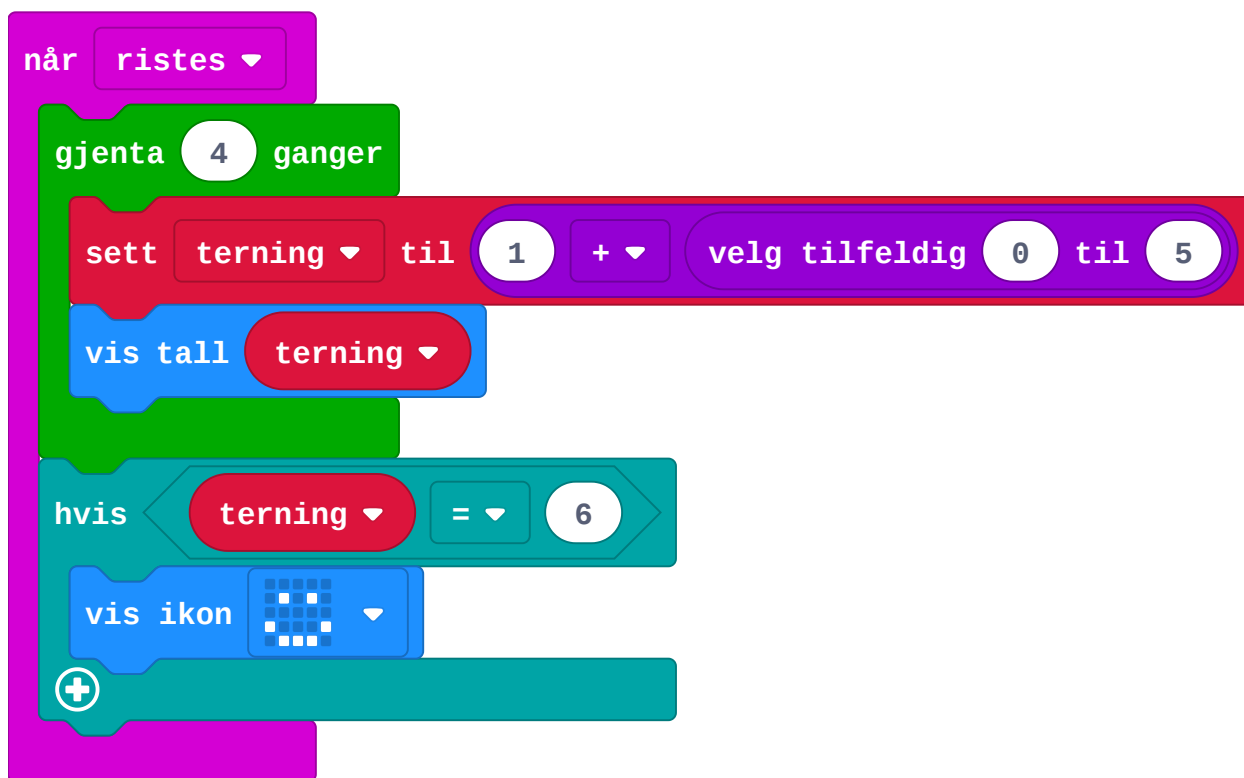 når ristes
gjenta 4 ganger
sett terning til 1 + velg tilfeldig 0 til 5
vis tall terning
hvis terning = 6
vis ikon